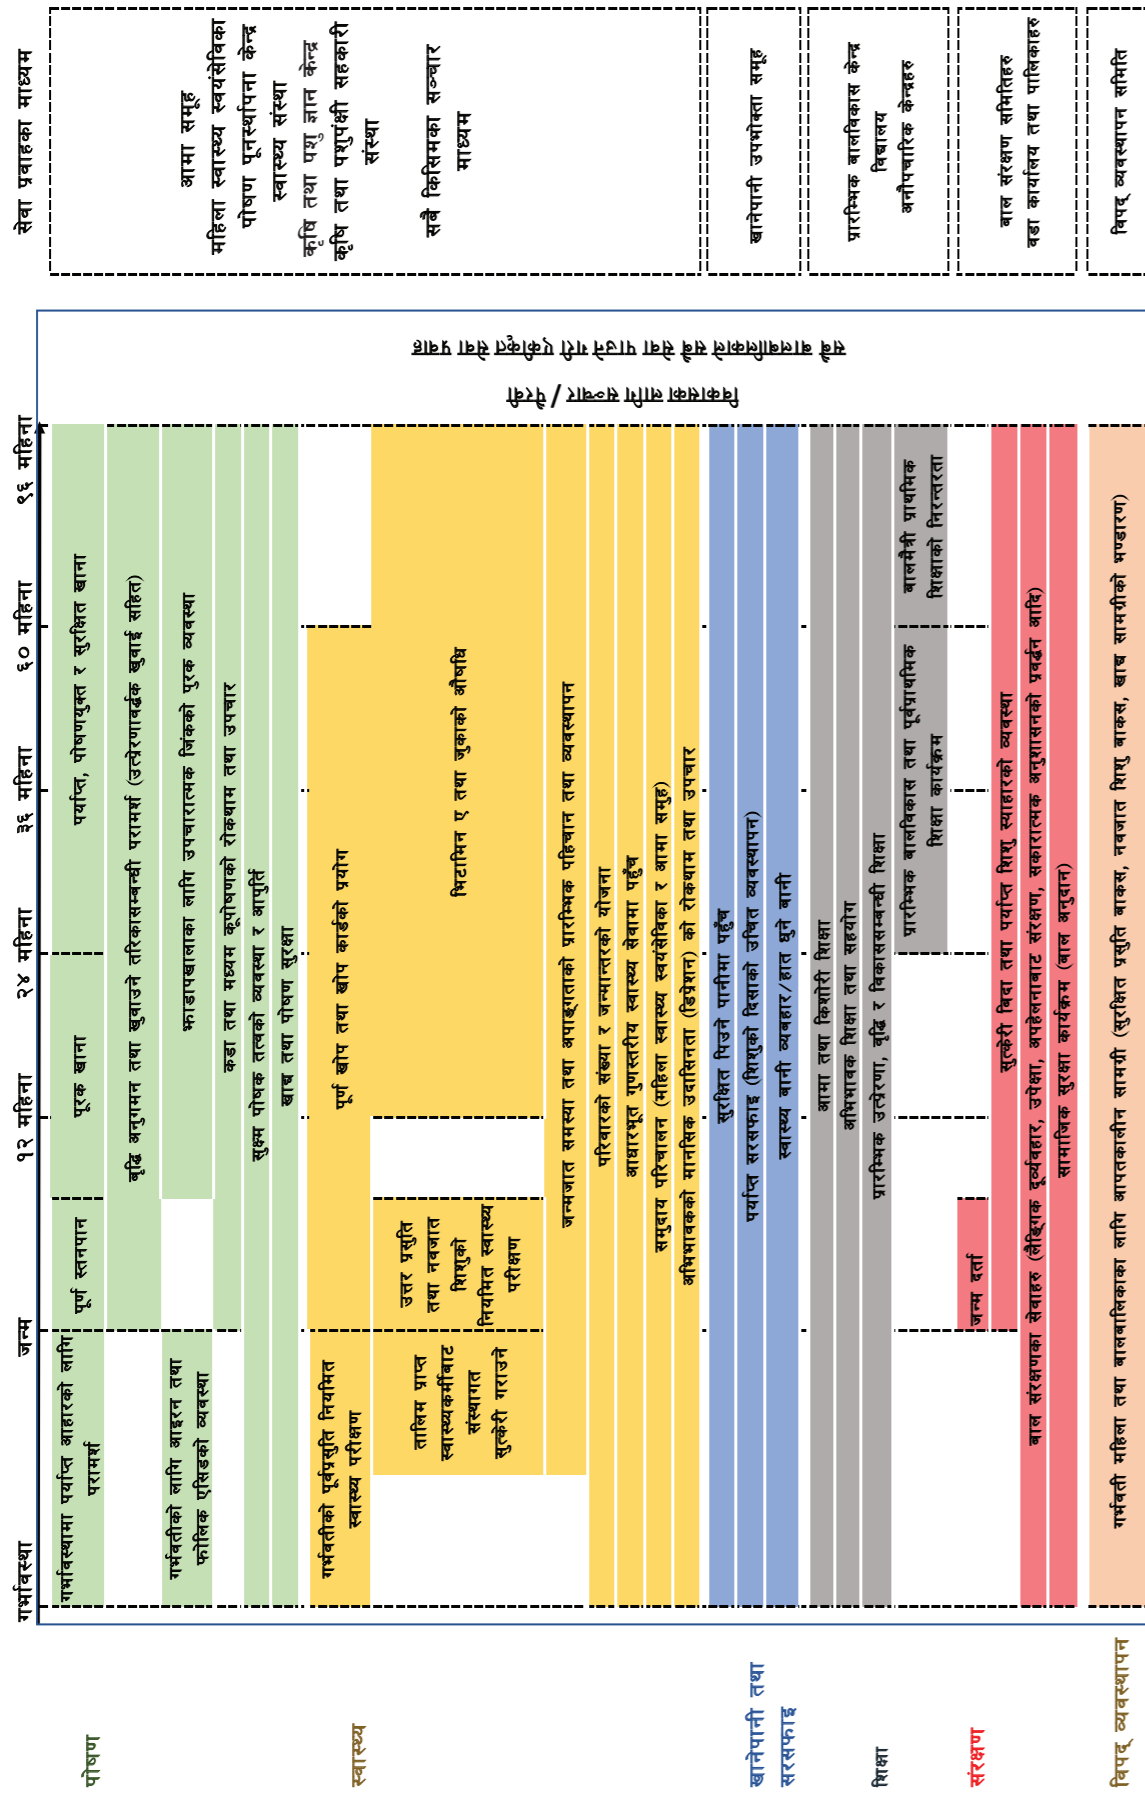 गर्भावस्था
जन्म
१२ महिना
२४ महिना
३६ महिना
६० महिना
९६ महिना
सेवा प्रवाहका माध्यम
पोषण
गर्भावस्थामा पर्याप्त आहारको लागि
परामर्श
पूर्ण स्तनपान
पूरक खाना
पर्याप्त, पोषणयुक्त र सुरक्षित खाना
बृद्धि अनुगमन तथा खुवाउने तरिकासम्बन्धी परामर्श (उत्प्रेरणावर्द्धक खुवाई सहित)
गर्भवतीको लागि आइरन तथा
फोलिक एसिडको व्यवस्था
झाडापखालाका लागि उपचारात्मक जिंकको पुरक व्यवस्था
कडा तथा मध्यम कूपोषणको रोकथाम तथा उपचार
सुक्ष्म पोषक तत्वको व्यवस्था र आपुर्ति
खाद्य तथा पोषण सुरक्षा
स्वास्थ्य
गर्भवतीको पूर्वप्रसुति नियमित
स्वास्थ्य परीक्षण
पूर्ण खोप तथा खोप कार्डको प्रयोग
तालिम प्राप्त
स्वास्थ्यकर्मीबाट
संस्थागत
सुत्केरी गराउने
उत्तर प्रसुति
तथा नवजात
शिशुको
नियमित स्वास्थ्य
परीक्षण
भिटामिन ए तथा जुकाको औषधि
जन्मजात समस्या तथा अपाङ्गताको प्रारम्भिक पहिचान तथा व्यवस्थापन
परिवारको संख्या र जन्मान्तरको योजना
आधारभूत गुणस्तरीय स्वास्थ्य सेवामा पहुँच
समुदाय परिचालन (महिला स्वास्थ्य स्वयंसेविका र आमा समुह)
अभिभावकको मानसिक उदासिनता (डिप्रेशन) को रोकथाम तथा उपचार
आमा समूह
महिला स्वास्थ्य स्वयंसेविका
पोषण पूनर्स्थापना केन्द्र
स्वास्थ्य संस्था
कृषि तथा पशु ज्ञान केन्द्र
कृषि तथा पशुपंक्षी सहकारी
संस्था
सबै किसिमका सञ्चार
माध्यम
खानेपानी तथा
सरसफाइ
सुरक्षित पिउने पानीमा पहुँच
पर्याप्त सरसफाइ (शिशुको दिसाको उचित व्यवस्थापन)
स्वास्थ्य बानी व्यबहार/हात धुने बानी
खानेपानी उपभोक्ता समूह
शिक्षा
आमा तथा किशोरी शिक्षा
अभिभावक शिक्षा तथा सहयोग
प्रारम्भिक उत्प्रेरणा, वृद्धि र विकाससम्बन्धी शिक्षा
प्रारम्भिक बालविकास तथा पूर्वप्राथमिक
शिक्षा कार्यक्रम
बालमैत्री प्राथमिक
शिक्षाको निरन्तरता
प्रारम्भिक बालविकास केन्द्र
विद्यालय
अनौपचारिक केन्द्रहरु
संरक्षण
जन्म दर्ता
सुत्केरी बिदा तथा पर्याप्त शिशु स्याहारको व्यवस्था
बाल संरक्षणका सेवाहरु (लैङ्गिक दूर्व्यवहार, उपेक्षा, अपहेलनाबाट संरक्षण, सकारात्मक अनुशासनको प्रवर्द्धन आदि)
सामाजिक सुरक्षा कार्यक्रम (बाल अनुदान)
बाल संरक्षण समितिहरु
वडा कार्यालय तथा पालिकाहरु
विपद् व्यवस्थापन
गर्भवती महिला तथा बालबालिकाका लागि आपतकालीन सामग्री (सुरक्षित प्रसुति बाकस, नवजात शिशु बाकस, खाद्य सामग्रीको भण्डारण)
विपद् व्यवस्थापन समिति
सबै बालबालिकाले सबै सेवा पाउने गरी एकीकृत सेवा प्रवाह
विकासका लागि सञ्चार / पैरवी